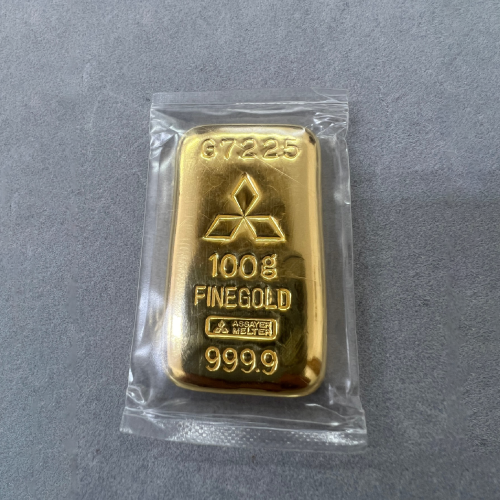 G7225
100g
FINEGOLD
ASSAYER
MELTER
999.9